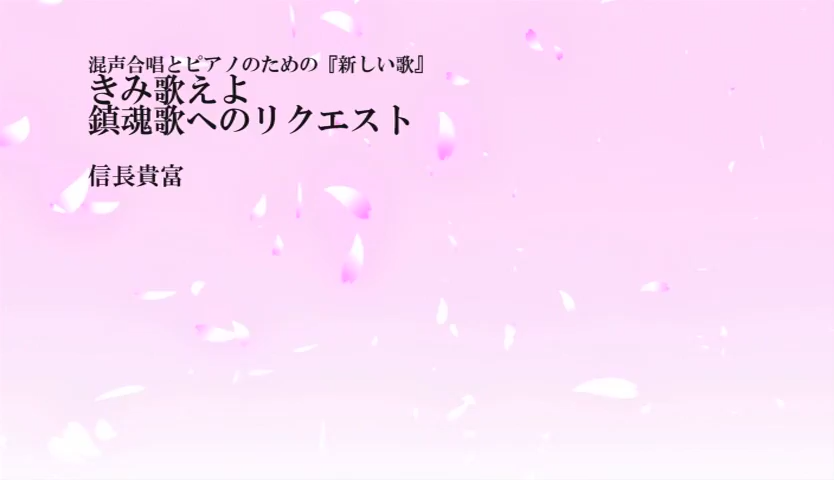 混声合唱とピアノのための『新しい歌』
きみ歌えよ
鎮魂歌へのリクエスト
信長貴富